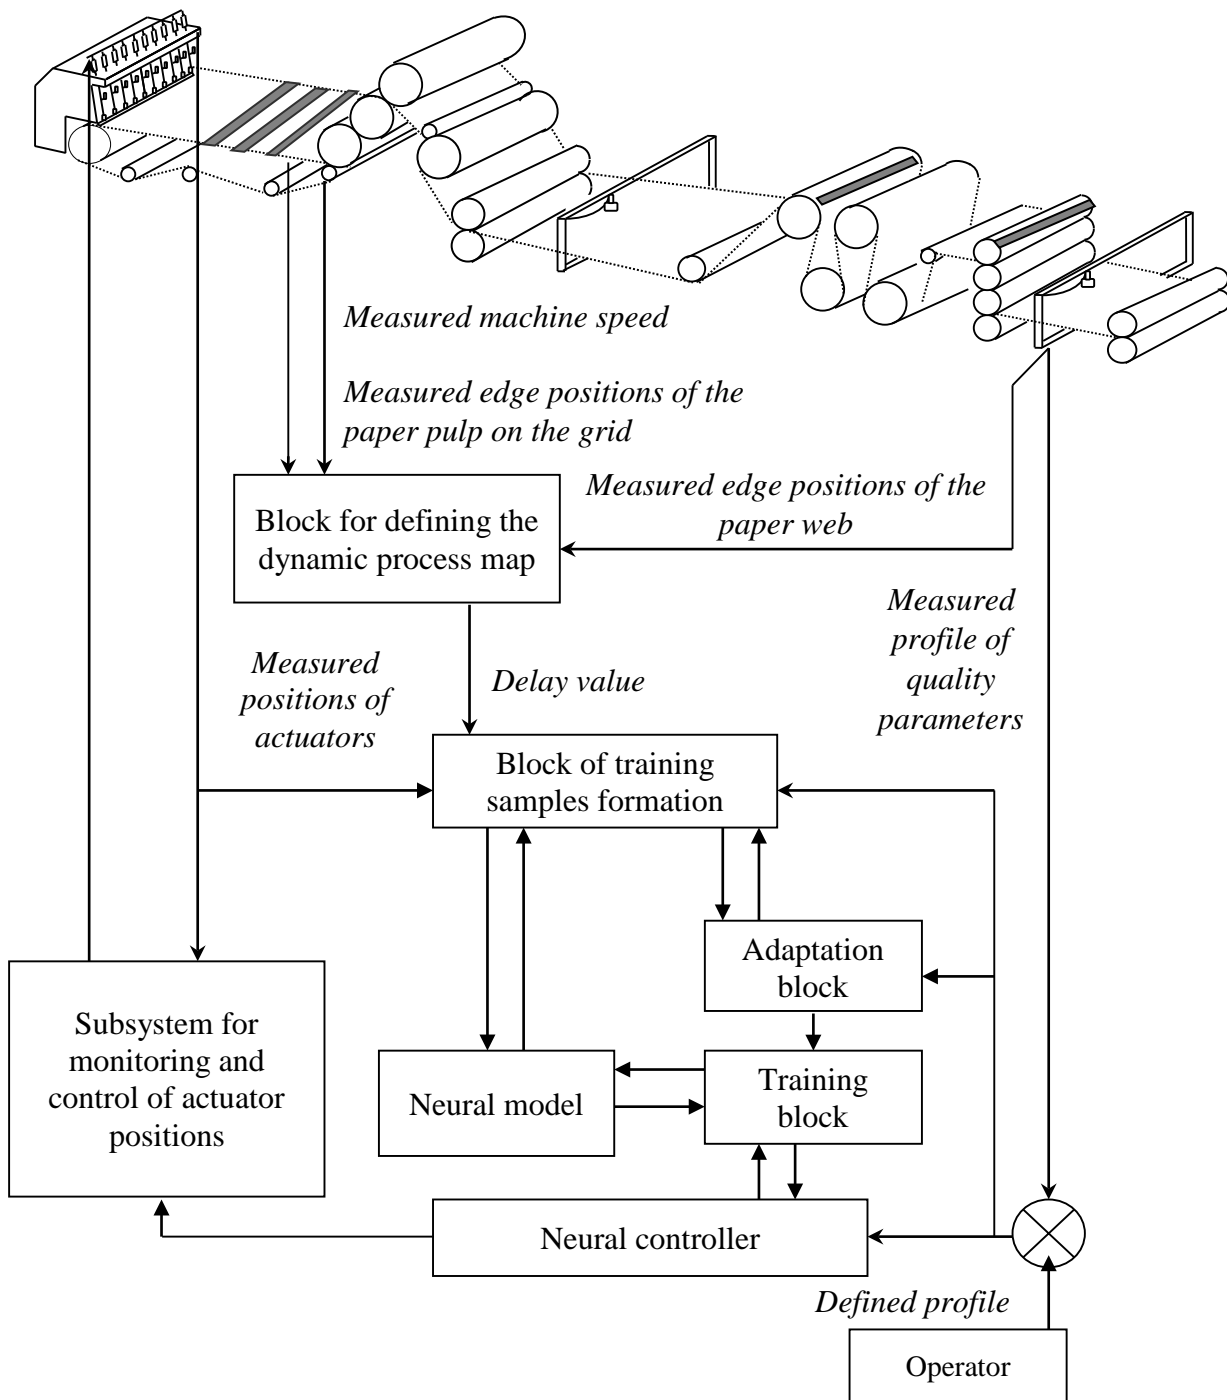 Measured machine speed
Measured edge positions of the
paper pulp on the grid
Measured edge positions of the
paper web
Block for defining the
dynamic process map
Measured
profile of
quality
parameters
Measured
positions of
actuators
Delay value
Block of training
samples formation
Adaptation
block
Subsystem for
monitoring and
control of actuator
positions
Neural model
Training
block
Neural controller
Defined profile
Operator